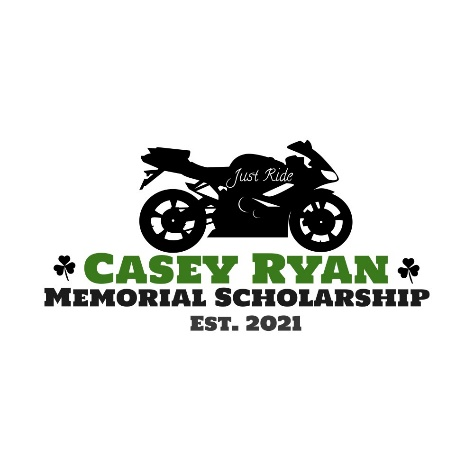 Just Ride
Casey Ryan
Memorial Scholarship
Est. 2021